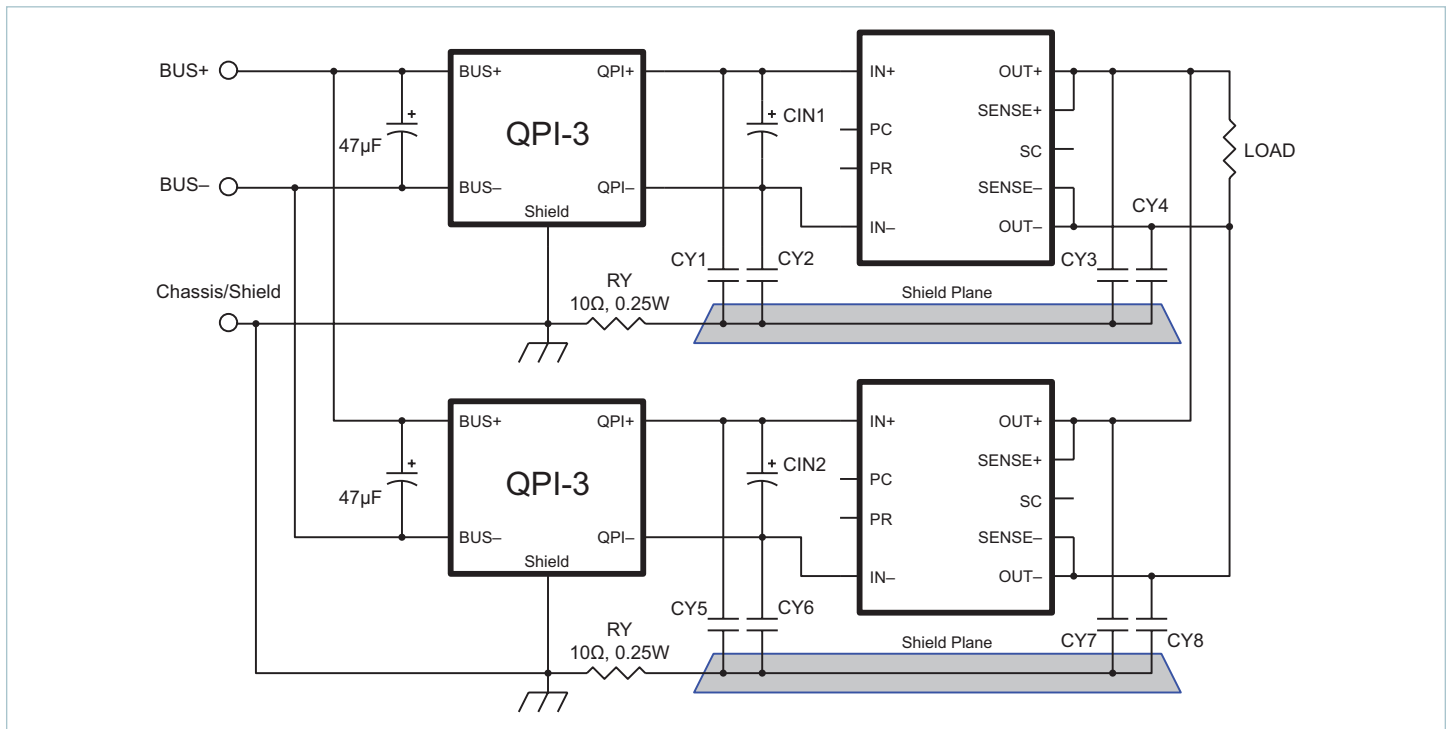 BUS+
BUS–
Chassis/Shield
47µF
BUS+
QPI+
QPI-3
BUS–
QPI–
Shield
CIN1
CY1
CY2
RY
10Ω, 0.25W
Shield Plane
IN+
OUT+
SENSE+
PC
SC
PR
SENSE–
IN–
OUT–
LOAD
CY4
CY3
47µF
BUS+
QPI+
QPI-3
BUS–
QPI–
Shield
CIN2
CY5
CY6
RY
10Ω, 0.25W
Shield Plane
IN+
OUT+
SENSE+
PC
SC
PR
SENSE–
IN–
OUT–
CY7
CY8